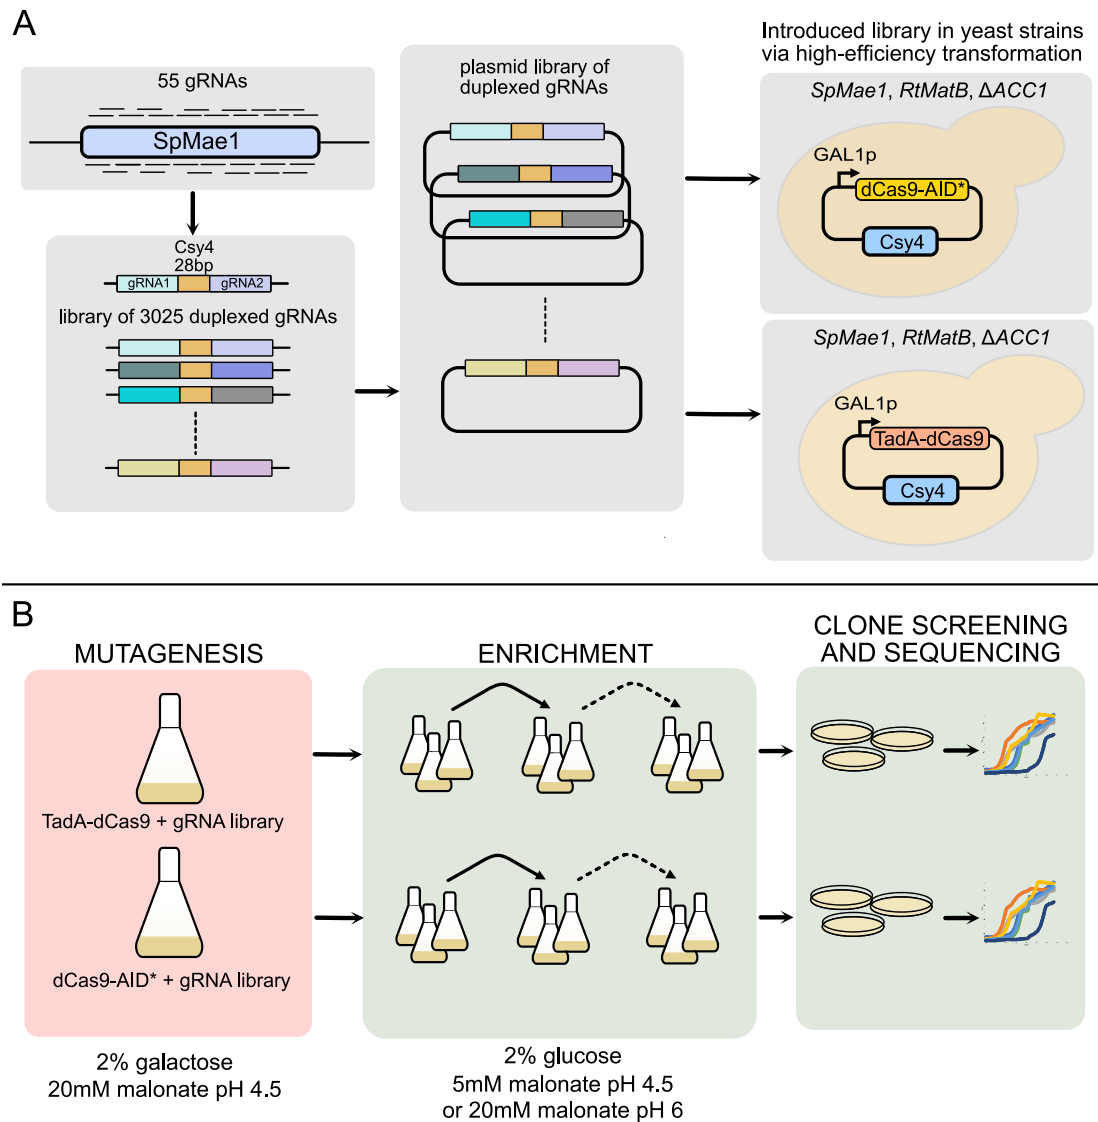 A
55 gRNAs
SpMae1
Csy4
28bp
gRNA1 gRNA2
library of 3025 duplexed gRNAs
plasmid library of
duplexed gRNAs
Introduced library in yeast strains
via high-efficiency transformation
SpMae1, RtMatB, ΔACC1
GAL1p
dCas9-AID*
Csy4
SpMae1, RtMatB, ΔACC1
GAL1p
TadA-dCas9
Csy4
B
MUTAGENESIS
TadA-dCas9 + gRNA library
dCas9-AID* + gRNA library
2% galactose
20mM malonate pH 4.5
ENRICHMENT
2% glucose
5mM malonate pH 4.5
or 20mM malonate pH 6
CLONE SCREENING
AND SEQUENCING